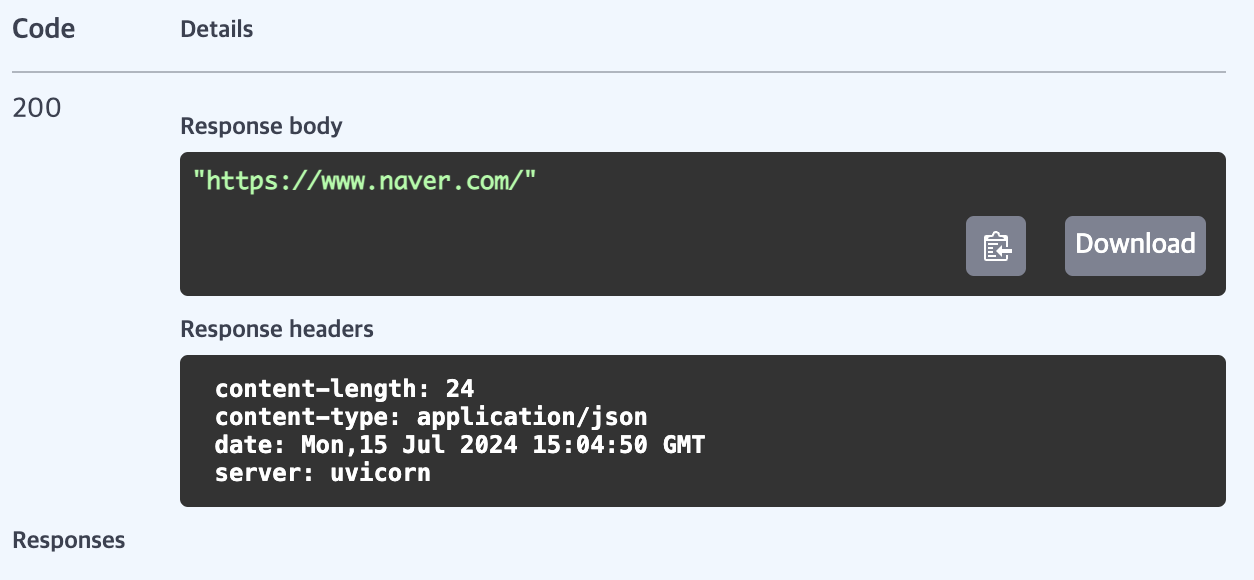 Code Details
200
Response body
"https://www.naver.com/"
Download
Response headers
content-length: 24
content-type: application/json
date: Mon,15 Jul 2024 15:04:50 GMT
server: uvicorn
Responses